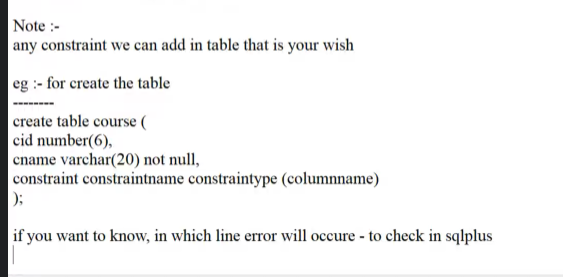 Note :-
any constraint we can add in table that is your wish
eg :- for create the table
--------
create table course (
cid number(6),
cname varchar(20) not null,
constraint constraintname constraintype (columnname)
);
if you want to know, in which line error will occure - to check in sqlplus